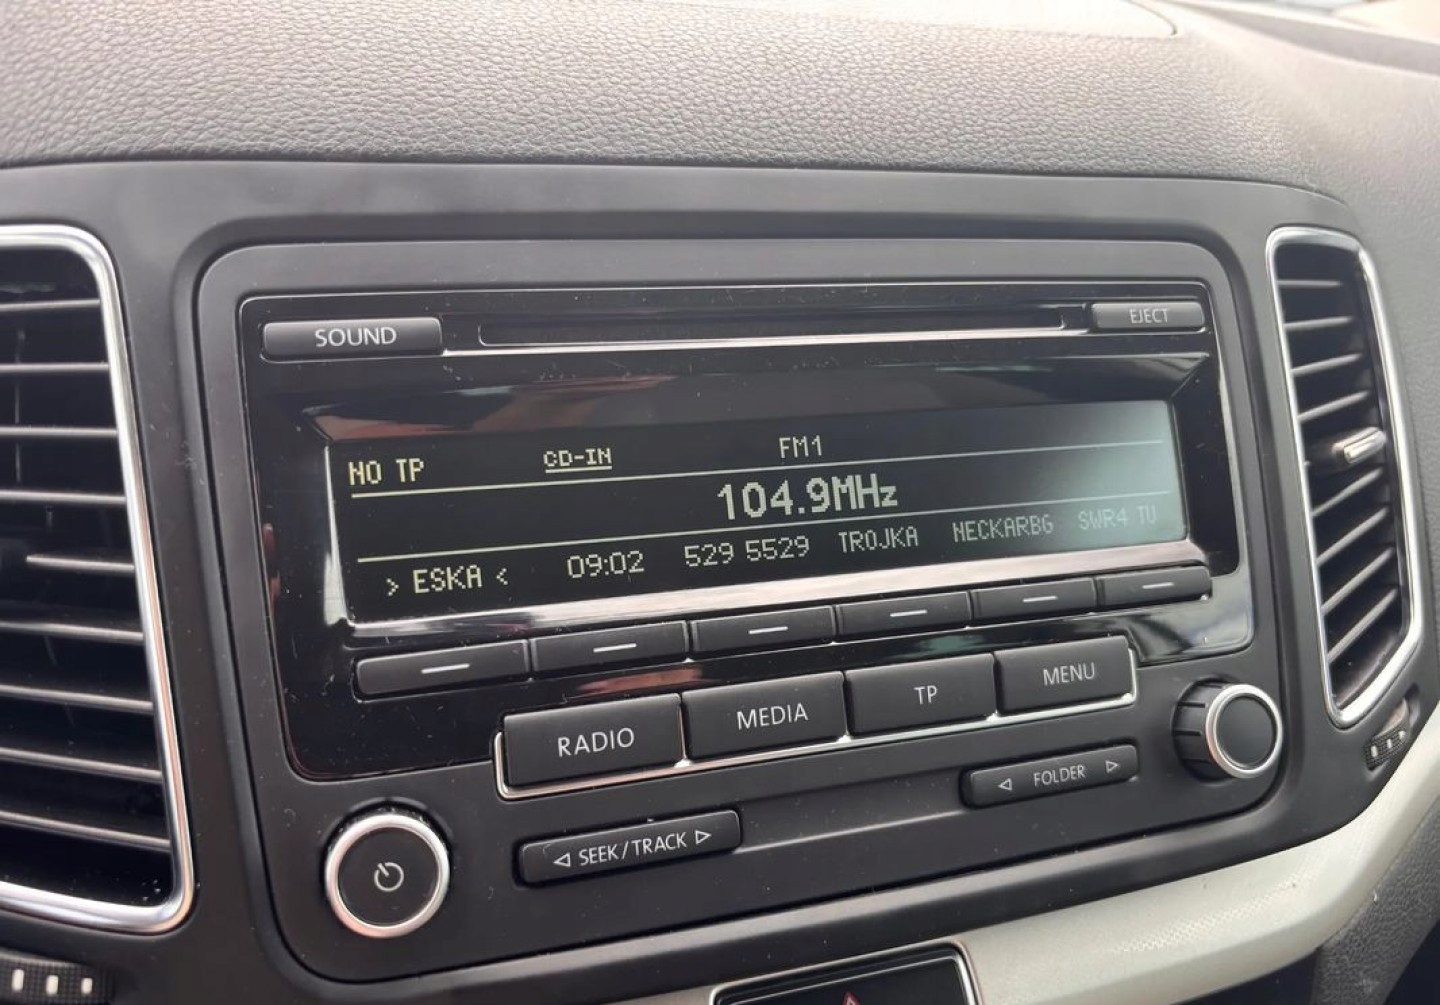 SOUND EJECT
NO TP CD-IN FM1
104.9MHz
> ESKA < 09:02 529 5529 TROJKA NECKARBG SWR4 TU
RADIO MEDIA TP MENU
◁ SEEK/TRACK ▷ ◁ FOLDER ▷